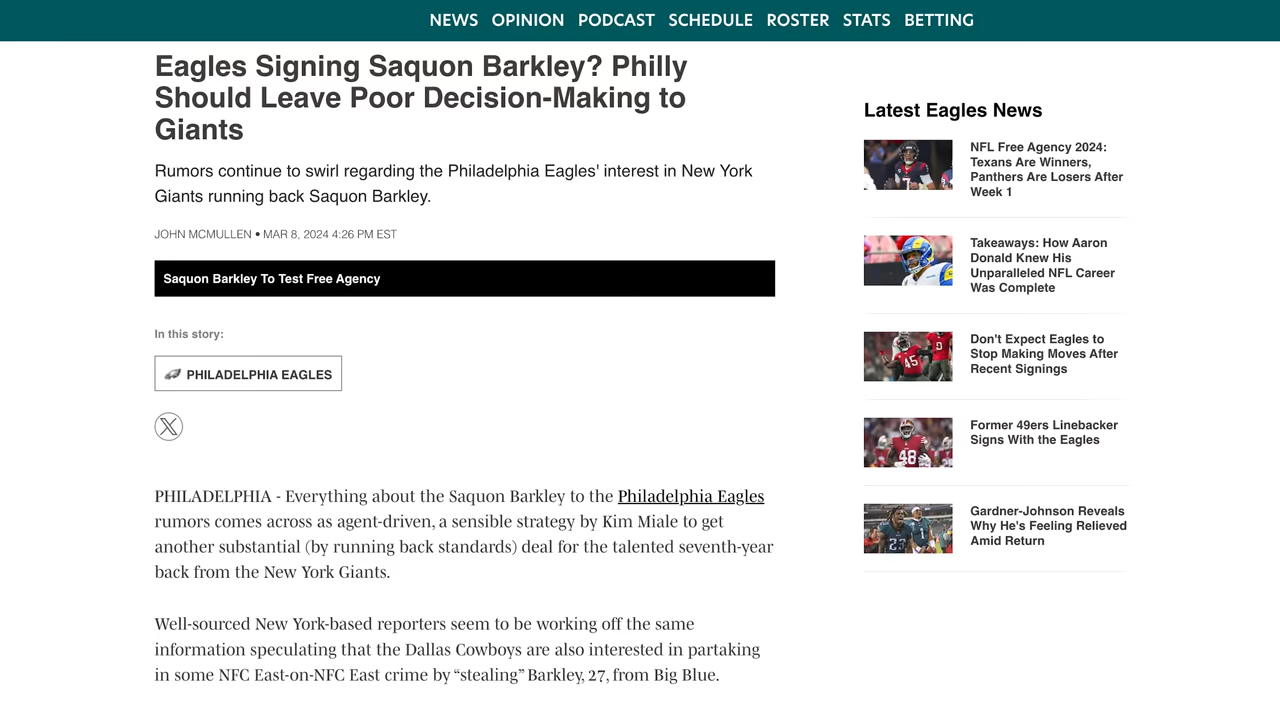 NEWS OPINION PODCAST SCHEDULE ROSTER STATS BETTING
Eagles Signing Saquon Barkley? Philly
Should Leave Poor Decision-Making to
Giants
Rumors continue to swirl regarding the Philadelphia Eagles' interest in New York
Giants running back Saquon Barkley.
JOHN MCMULLEN • MAR 8, 2024 4:26 PM EST
Saquon Barkley To Test Free Agency
In this story:
PHILADELPHIA EAGLES
PHILADELPHIA - Everything about the Saquon Barkley to the Philadelphia Eagles
rumors comes across as agent-driven, a sensible strategy by Kim Miale to get
another substantial (by running back standards) deal for the talented seventh-year
back from the New York Giants.
Well-sourced New York-based reporters seem to be working off the same
information speculating that the Dallas Cowboys are also interested in partaking
in some NFC East-on-NFC East crime by “stealing” Barkley, 27, from Big Blue.
Latest Eagles News
NFL Free Agency 2024:
Texans Are Winners,
Panthers Are Losers After
Week 1
Takeaways: How Aaron
Donald Knew His
Unparalleled NFL Career
Was Complete
Don't Expect Eagles to
Stop Making Moves After
Recent Signings
45
Former 49ers Linebacker
Signs With the Eagles
48
Gardner-Johnson Reveals
Why He's Feeling Relieved
Amid Return
23
1